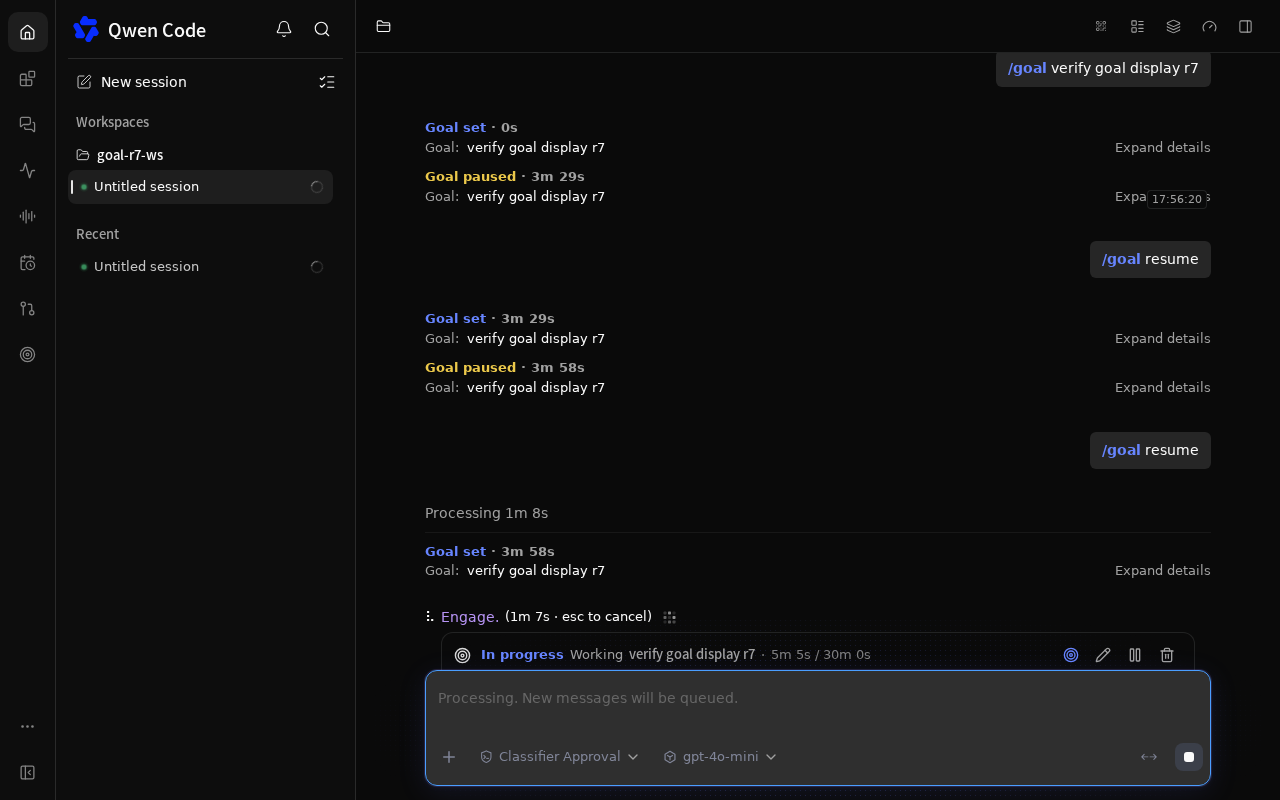 Qwen Code
New session
Workspaces
goal-r7-ws
Untitled session
Recent
Untitled session
/goal verify goal display r7
Goal set · 0s
Goal: verify goal display r7 Expand details
Goal paused · 3m 29s
Goal: verify goal display r7
17:56:20
/goal resume
Goal set · 3m 29s
Goal: verify goal display r7 Expand details
Goal paused · 3m 58s
Goal: verify goal display r7 Expand details
/goal resume
Processing 1m 8s
Goal set · 3m 58s
Goal: verify goal display r7 Expand details
Engage. (1m 7s · esc to cancel)
In progress Working verify goal display r7 · 5m 5s / 30m 0s
Processing. New messages will be queued.
Classifier Approval gpt-4o-mini